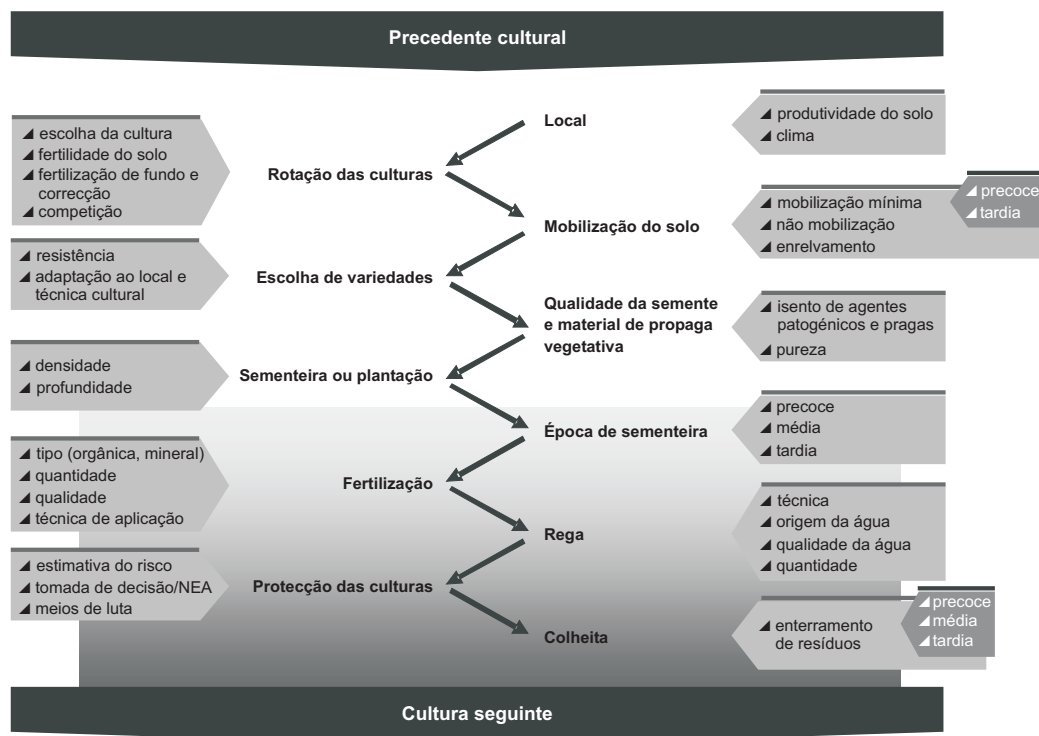 Precedente cultural
Local
produtividade do solo
clima
escolha da cultura
fertilidade do solo
fertilização de fundo e
correcção
competição
Rotação das culturas
Mobilização do solo
mobilização mínima
não mobilização
enrelvamento
precoce
tardia
resistência
adaptação ao local e
técnica cultural
Escolha de variedades
Qualidade da semente
e material de propaga
vegetativa
isento de agentes
patogénicos e pragas
pureza
densidade
profundidade
Sementeira ou plantação
Época de sementeira
precoce
média
tardia
tipo (orgânica, mineral)
quantidade
qualidade
técnica de aplicação
Fertilização
Rega
técnica
origem da água
qualidade da água
quantidade
estimativa do risco
tomada de decisão/NEA
meios de luta
Protecção das culturas
Colheita
enterramento
de resíduos
precoce
média
tardia
Cultura seguinte